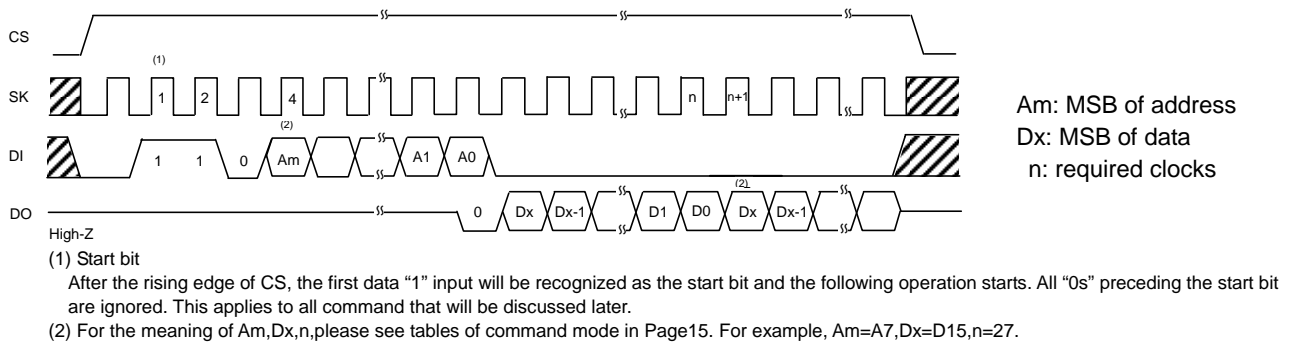 CS
(1)
SK 1 2 4 n n+1
(2)
DI 1 1 0 Am A1 A0
(2)
DO 0 Dx Dx-1 D1 D0 Dx Dx-1
High-Z
Am: MSB of address
Dx: MSB of data
n: required clocks
(1) Start bit
After the rising edge of CS, the first data “1” input will be recognized as the start bit and the following operation starts. All “0s” preceding the start bit
are ignored. This applies to all command that will be discussed later.
(2) For the meaning of Am,Dx,n,please see tables of command mode in Page15. For example, Am=A7,Dx=D15,n=27.